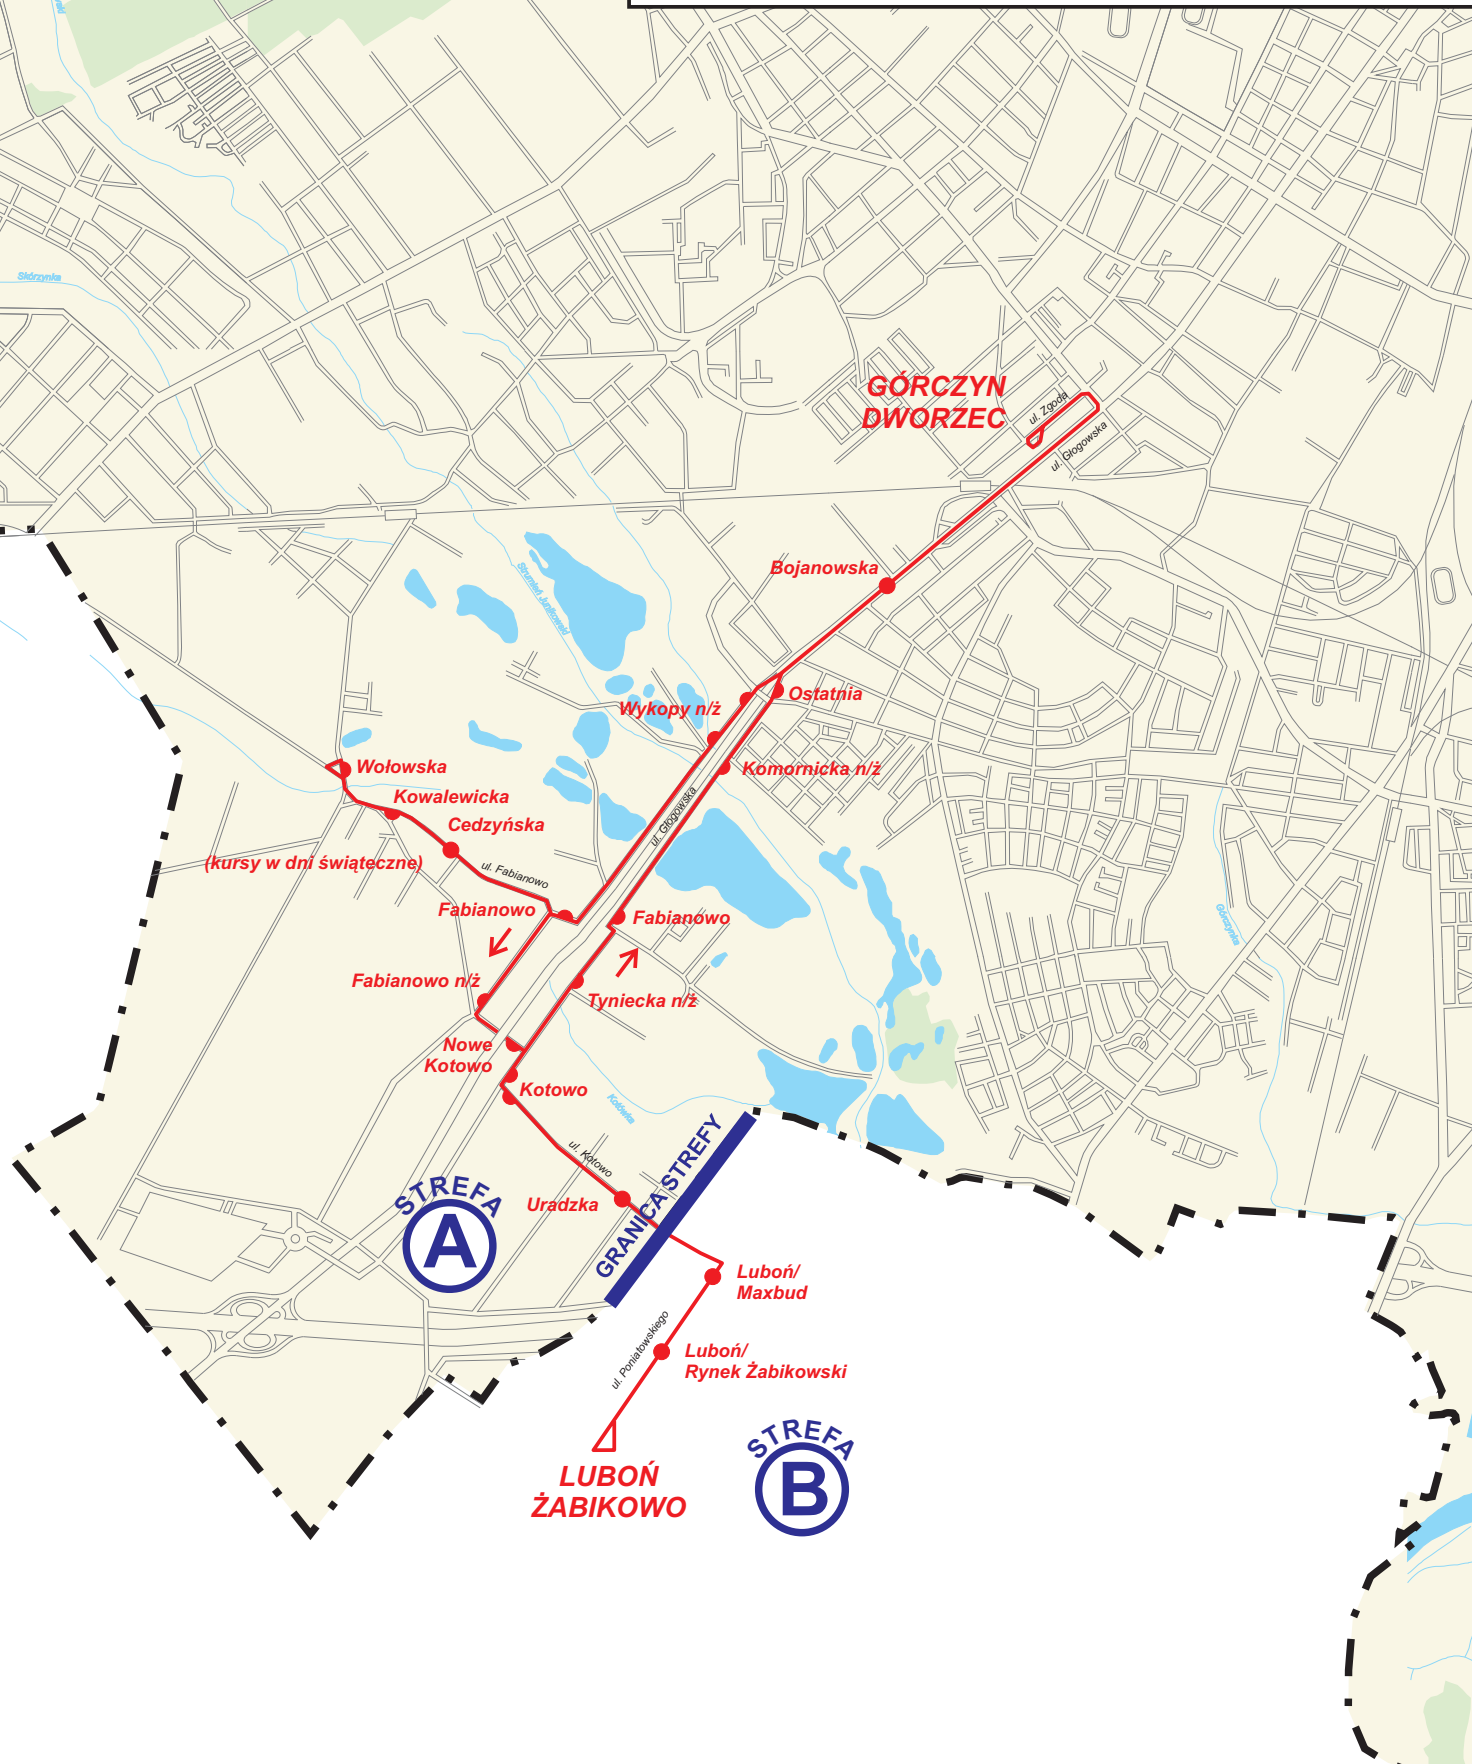 Skórzynka
GÓRCZYN
DWORZEC
ul. Zgoda
ul. Głogowska
Strumień Junikowski
Bojanowska
Wykopy n/ż
Ostatnia
Komornicka n/ż
Wołowska
Kowalewicka
Cedzyńska
(kursy w dni świąteczne)
ul. Głogowska
ul. Fabianowo
Fabianowo
Fabianowo
Górczynka
Fabianowo n/ż
Tyniecka n/ż
Nowe
Kotowo
Kotowo
Kotówka
ul. Kotowo
GRANICA STREFY
STREFA
A
Uradzka
Luboń/
Maxbud
ul. Poniatowskiego
Luboń/
Rynek Żabikowski
STREFA
B
LUBOŃ
ŻABIKOWO